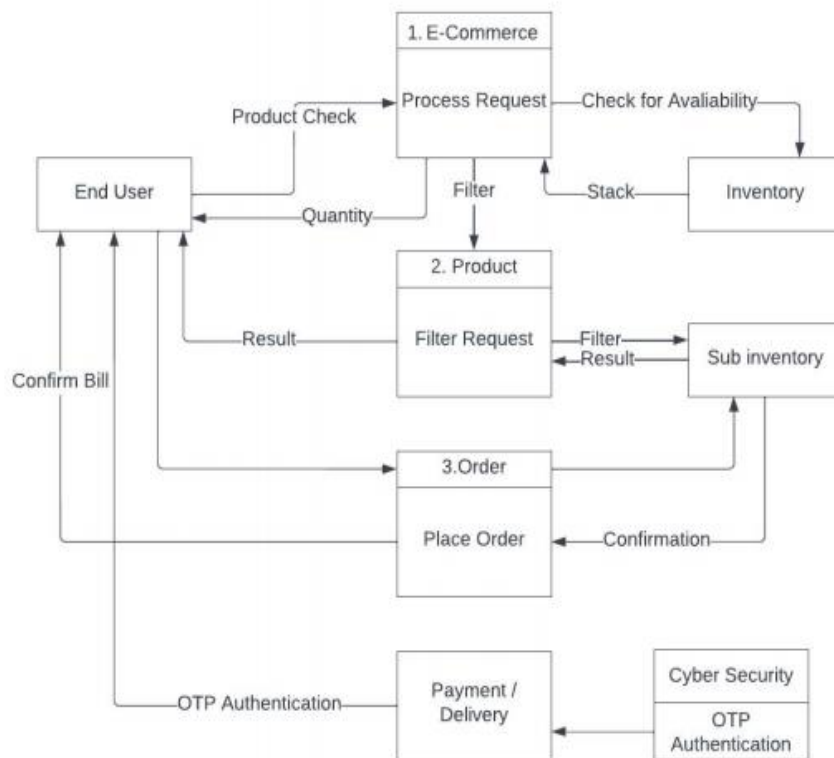 1. E-Commerce
Process Request
Check for Avaliability
Product Check
End User
Stack
Inventory
Quantity
Filter
2. Product
Result
Filter Request
Filter
Result
Sub inventory
Confirm Bill
3.Order
Place Order
Confirmation
OTP Authentication
Payment /
Delivery
Cyber Security
OTP
Authentication